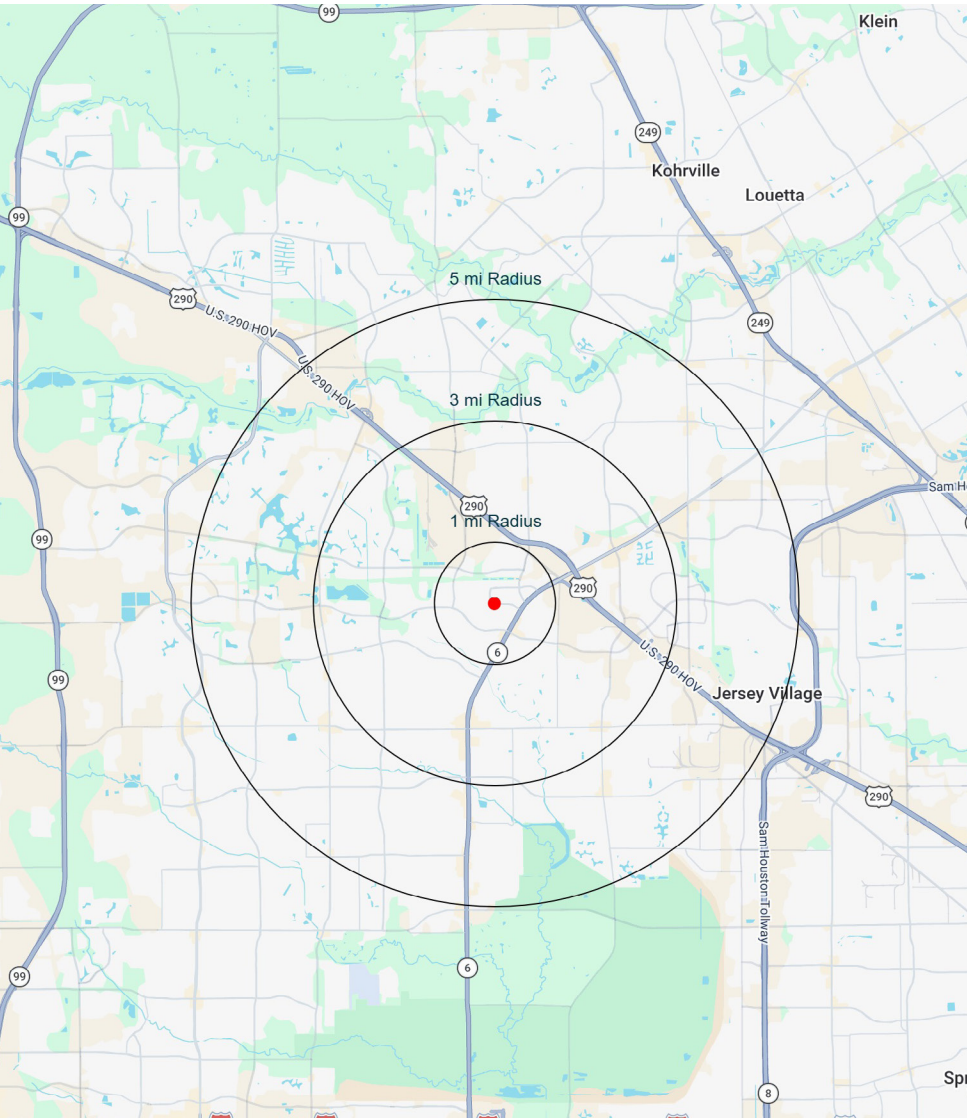 99
Klein
249
Kohrville
Louetta
99
5 mi Radius
290
U.S. 290 HOV
249
U.S. 290 HOV
3 mi Radius
Sam H
290
1 mi Radius
99
290
6
U.S. 290 HOV
99
Jersey Village
290
Sam Houston Tollway
6
99
Spr
8